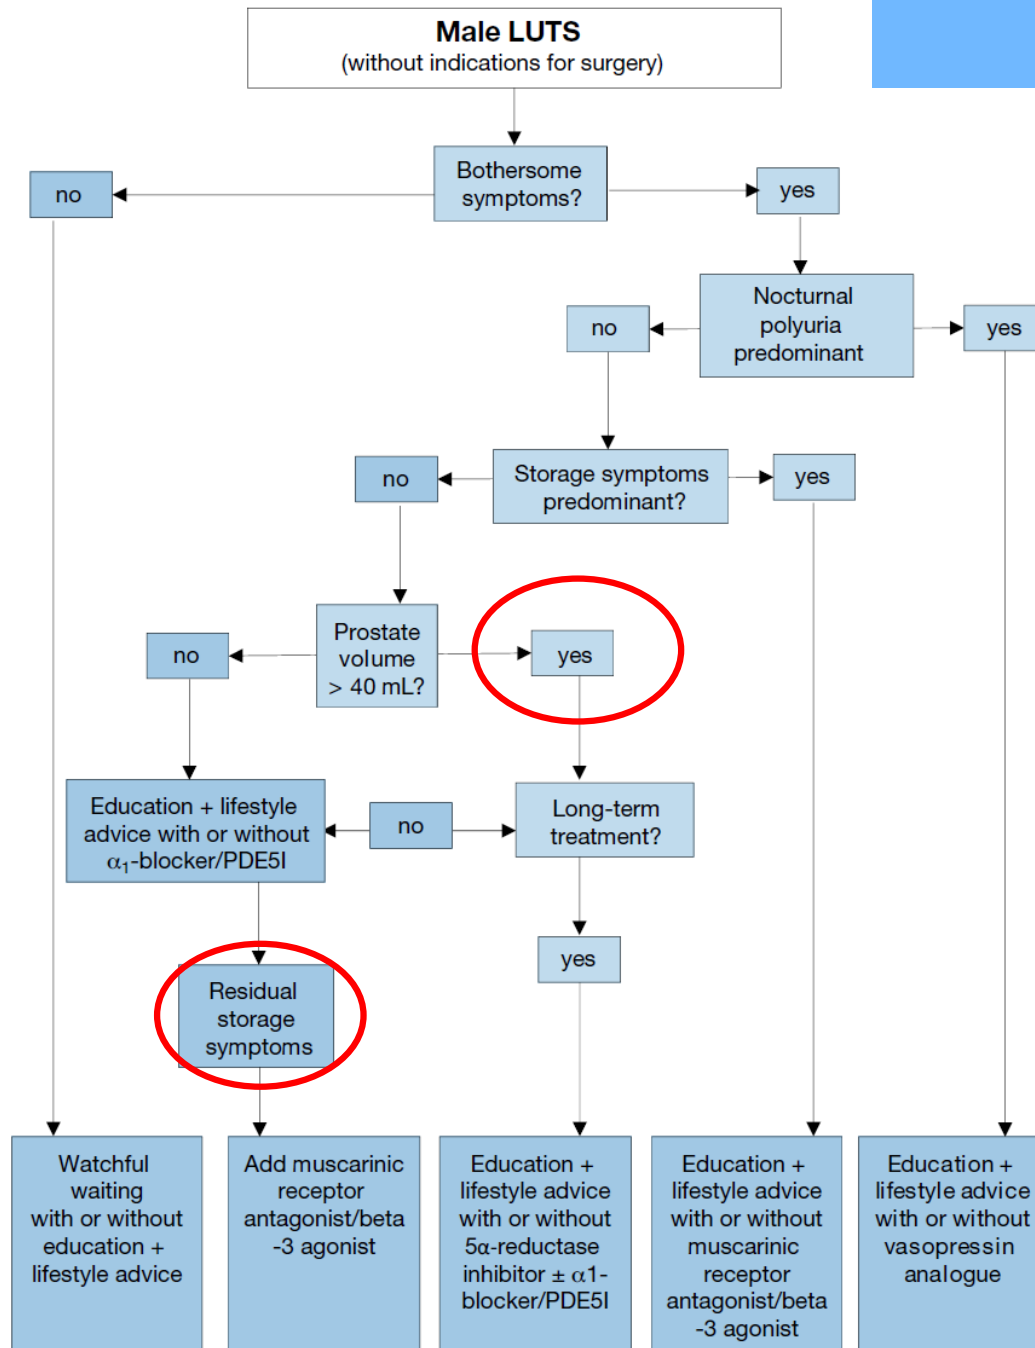 Male LUTS
(without indications for surgery)
Bothersome
symptoms?
no
yes
Nocturnal
polyuria
predominant
no
yes
Storage symptoms
predominant?
no
yes
Prostate
volume
> 40 mL?
no
yes
Education + lifestyle
advice with or without
α₁-blocker/PDE5I
no
Long-term
treatment?
yes
Residual
storage
symptoms
Watchful
waiting
with or without
education +
lifestyle advice
Add muscarinic
receptor
antagonist/beta
-3 agonist
Education +
lifestyle advice
with or without
5α-reductase
inhibitor ± α1-
blocker/PDE5I
Education +
lifestyle advice
with or without
muscarinic
receptor
antagonist/beta
-3 agonist
Education +
lifestyle advice
with or without
vasopressin
analogue